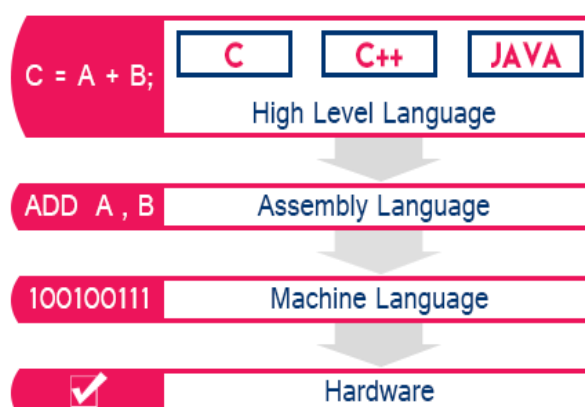 C = A + B;
C C++ JAVA
High Level Language
ADD A , B
Assembly Language
100100111
Machine Language
Hardware